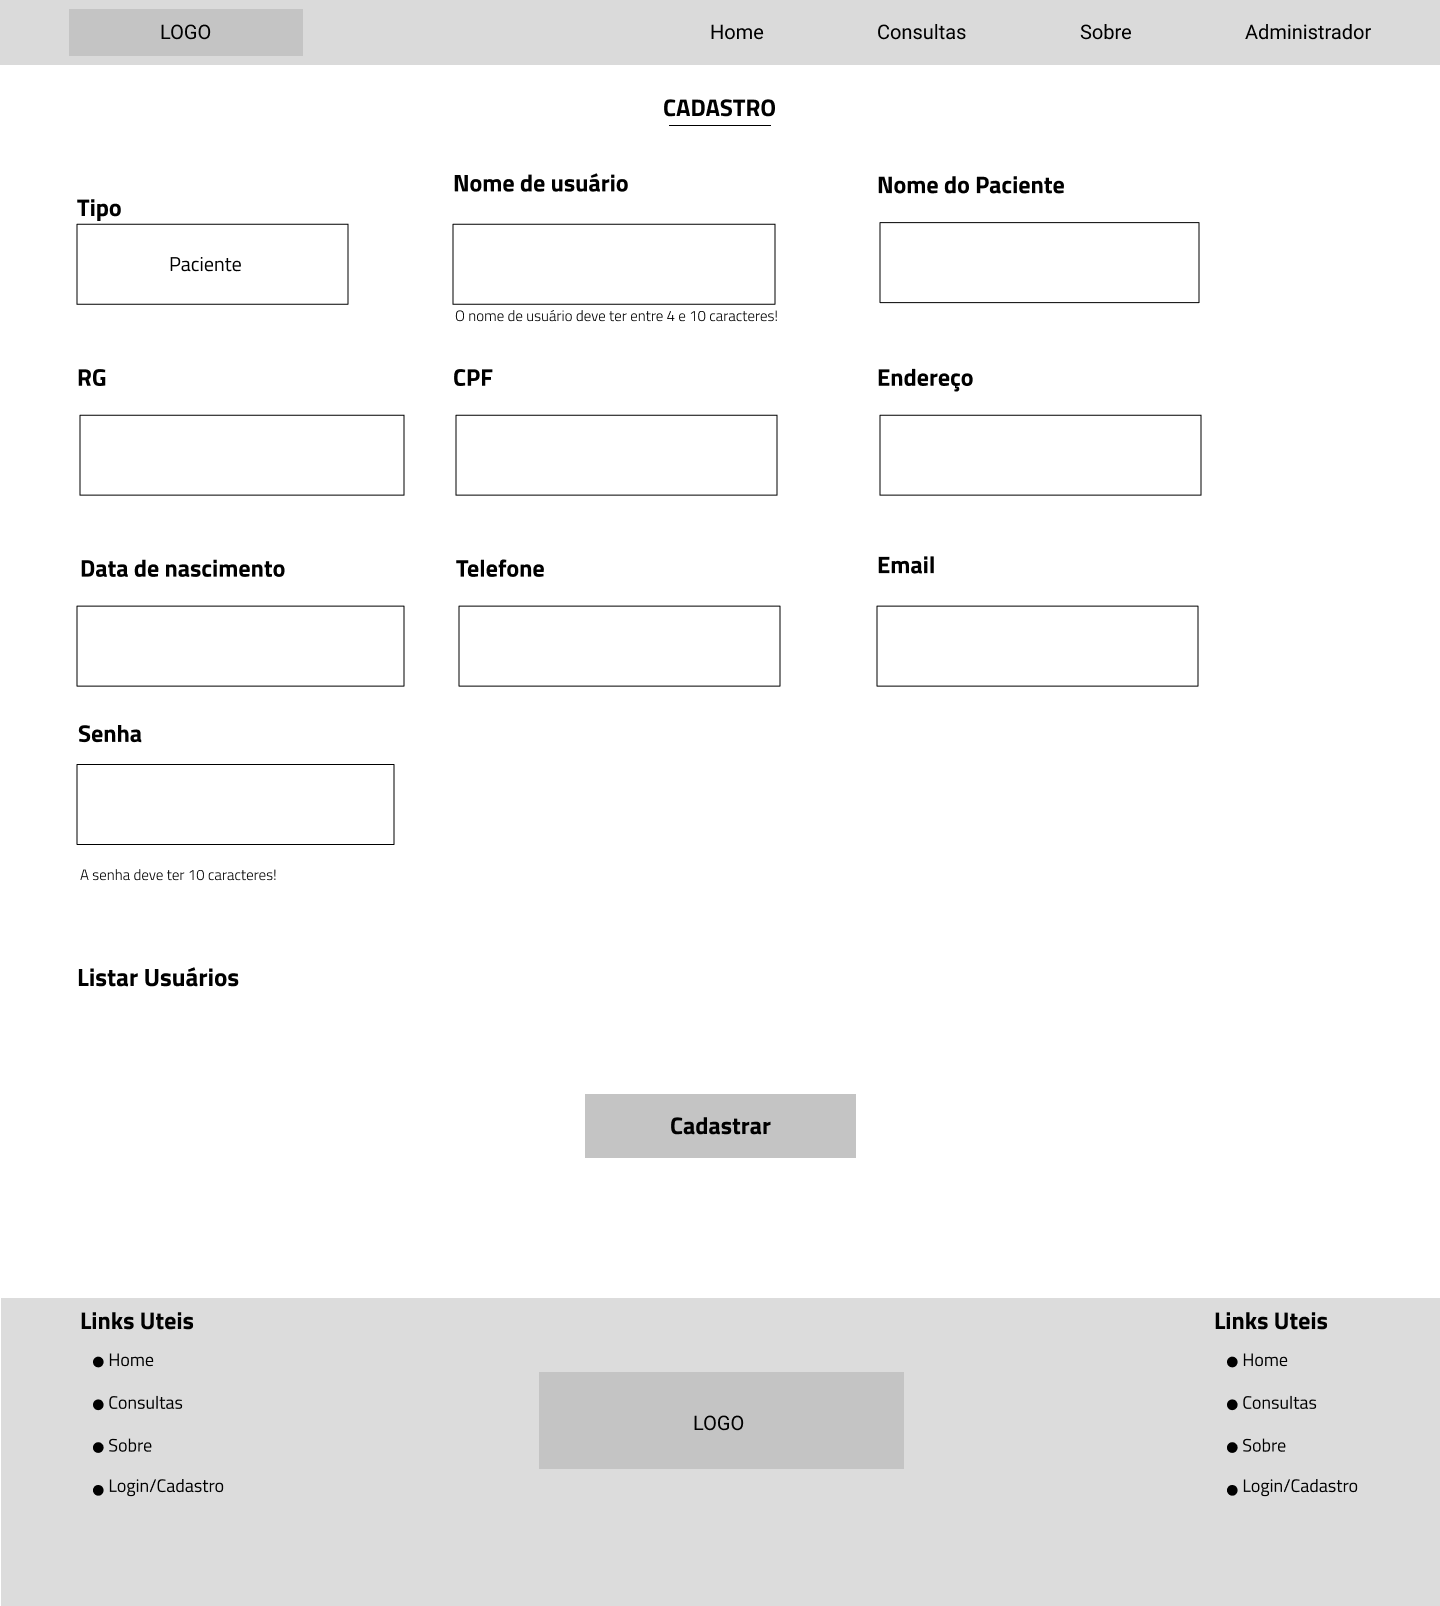 LOGO
Home
Consultas
Sobre
Administrador
CADASTRO
Tipo
Paciente
Nome de usuário
O nome de usuário deve ter entre 4 e 10 caracteres!
Nome do Paciente
RG
CPF
Endereço
Data de nascimento
Telefone
Email
Senha
A senha deve ter 10 caracteres!
Listar Usuários
Cadastrar
Links Uteis
Home
Consultas
Sobre
Login/Cadastro
LOGO
Links Uteis
Home
Consultas
Sobre
Login/Cadastro